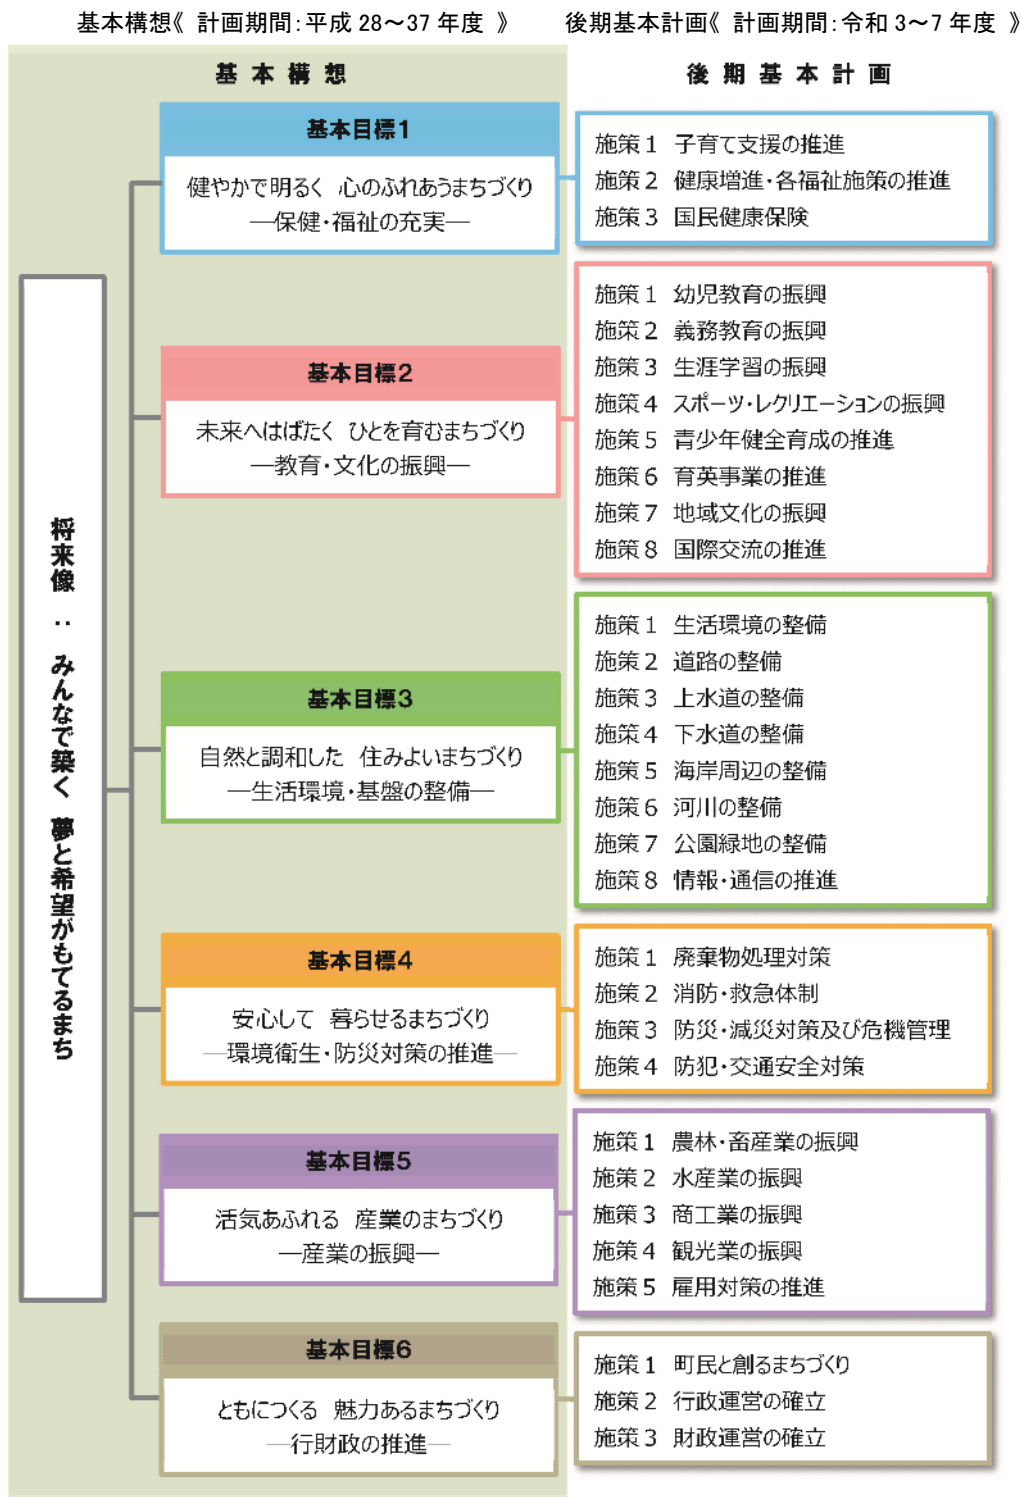 基本構想《 計画期間:平成 28～37 年度 》
後期基本計画《 計画期間:令和 3～7 年度 》
基本構想
後期基本計画
将来像：みんなで築く 夢と希望がもてるまち
基本目標1
健やかで明るく 心のふれあうまちづくり
―保健・福祉の充実―
施策1 子育て支援の推進
施策2 健康増進・各福祉施策の推進
施策3 国民健康保険
基本目標2
未来へはばたく ひとを育むまちづくり
―教育・文化の振興―
施策1 幼児教育の振興
施策2 義務教育の振興
施策3 生涯学習の振興
施策4 スポーツ・レクリエーションの振興
施策5 青少年健全育成の推進
施策6 育英事業の推進
施策7 地域文化の振興
施策8 国際交流の推進
基本目標3
自然と調和した 住みよいまちづくり
―生活環境・基盤の整備―
施策1 生活環境の整備
施策2 道路の整備
施策3 上水道の整備
施策4 下水道の整備
施策5 海岸周辺の整備
施策6 河川の整備
施策7 公園緑地の整備
施策8 情報・通信の推進
基本目標4
安心して 暮らせるまちづくり
―環境衛生・防災対策の推進―
施策1 廃棄物処理対策
施策2 消防・救急体制
施策3 防災・減災対策及び危機管理
施策4 防犯・交通安全対策
基本目標5
活気あふれる 産業のまちづくり
―産業の振興―
施策1 農林・畜産業の振興
施策2 水産業の振興
施策3 商工業の振興
施策4 観光業の振興
施策5 雇用対策の推進
基本目標6
ともにつくる 魅力あるまちづくり
―行財政の推進―
施策1 町民と創るまちづくり
施策2 行政運営の確立
施策3 財政運営の確立